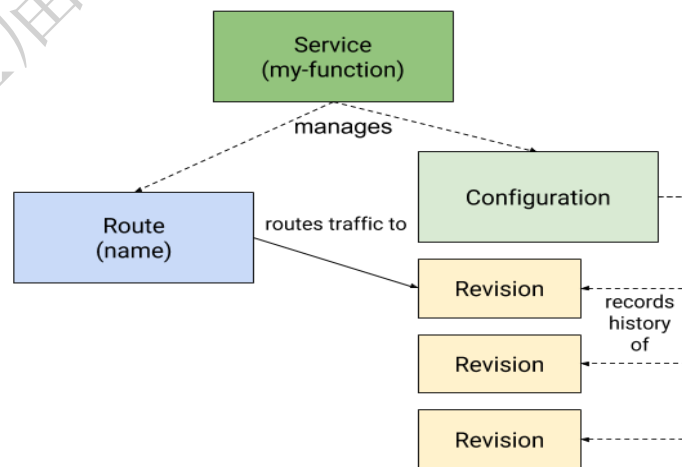 Service
(my-function)
manages
Configuration
Route
(name)
routes traffic to
Revision
records
history
of
Revision
Revision